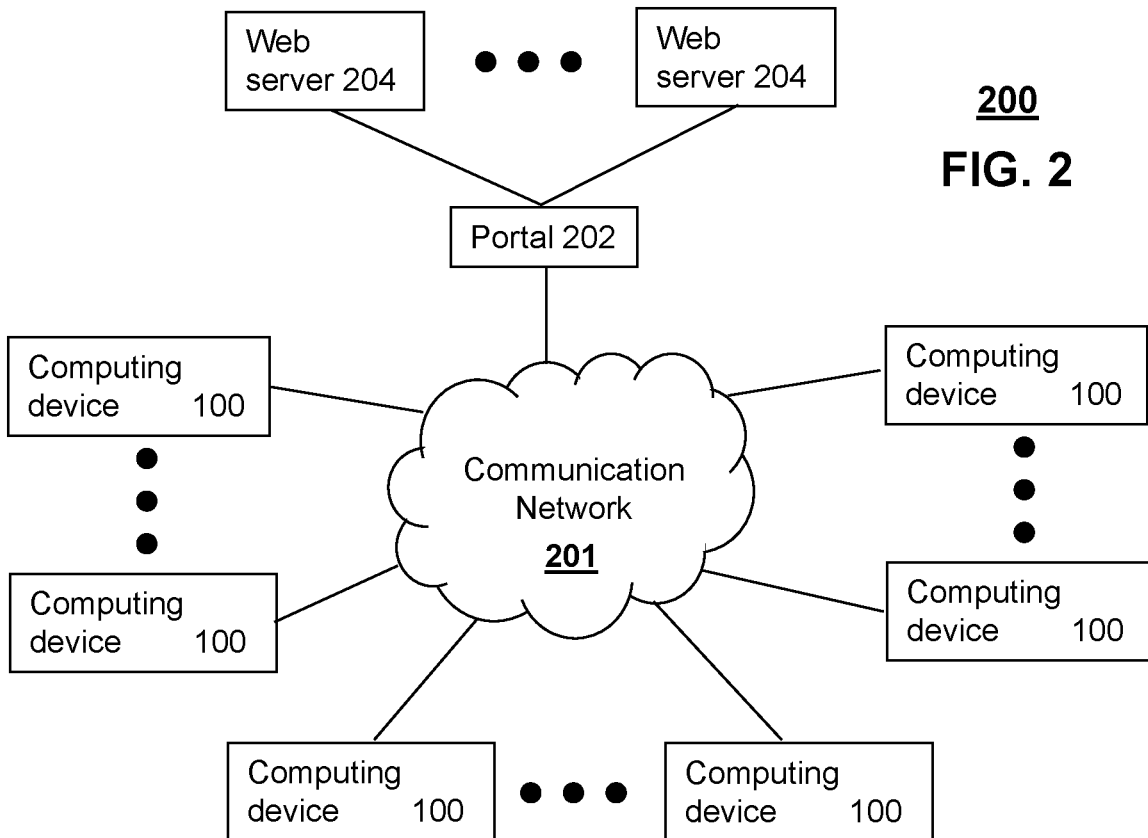 Web
server 204
Web
server 204
200
FIG. 2
Portal 202
Computing
device 100
Computing
device 100
Communication
Network
201
Computing
device 100
Computing
device 100
Computing
device 100
Computing
device 100